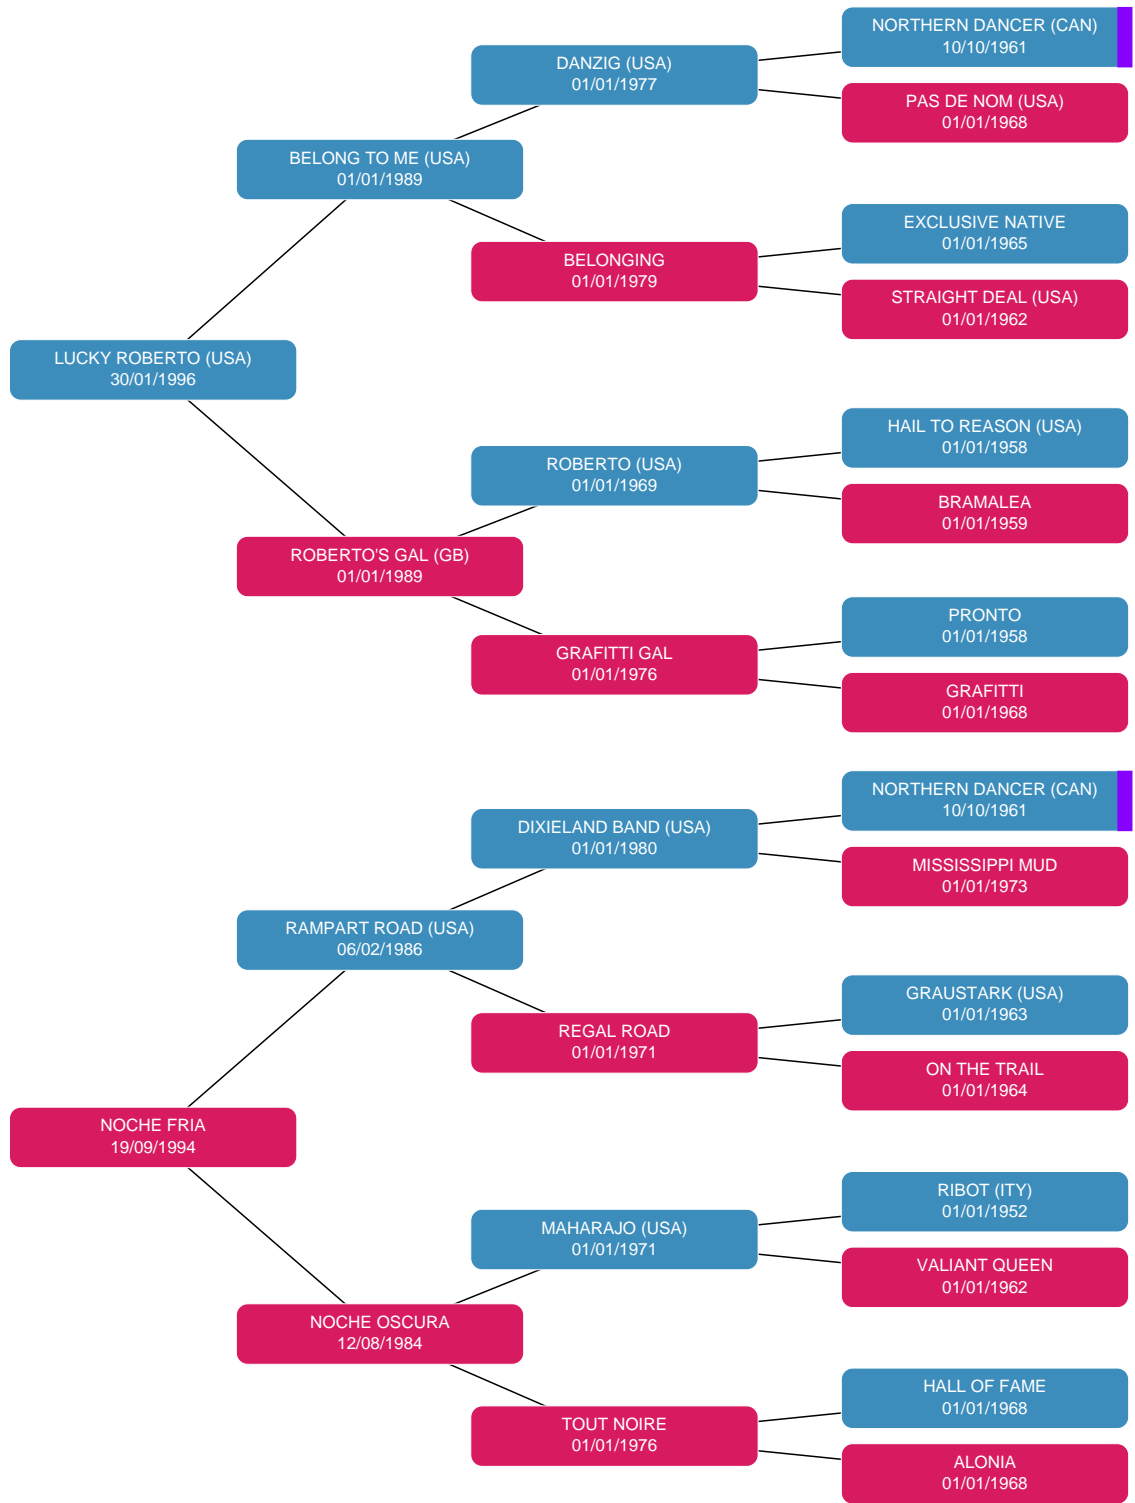 NORTHERN DANCER (CAN)
10/10/1961
DANZIG (USA)
01/01/1977
PAS DE NOM (USA)
01/01/1968
BELONG TO ME (USA)
01/01/1989
EXCLUSIVE NATIVE
01/01/1965
BELONGING
01/01/1979
STRAIGHT DEAL (USA)
01/01/1962
LUCKY ROBERTO (USA)
30/01/1996
HAIL TO REASON (USA)
01/01/1958
ROBERTO (USA)
01/01/1969
BRAMALEA
01/01/1959
ROBERTO'S GAL (GB)
01/01/1989
PRONTO
01/01/1958
GRAFITTI GAL
01/01/1976
GRAFITTI
01/01/1968
NORTHERN DANCER (CAN)
10/10/1961
DIXIELAND BAND (USA)
01/01/1980
MISSISSIPPI MUD
01/01/1973
RAMPART ROAD (USA)
06/02/1986
GRAUSTARK (USA)
01/01/1963
REGAL ROAD
01/01/1971
ON THE TRAIL
01/01/1964
NOCHE FRIA
19/09/1994
RIBOT (ITY)
01/01/1952
MAHARAJO (USA)
01/01/1971
VALIANT QUEEN
01/01/1962
NOCHE OSCURA
12/08/1984
HALL OF FAME
01/01/1968
TOUT NOIRE
01/01/1976
ALONIA
01/01/1968